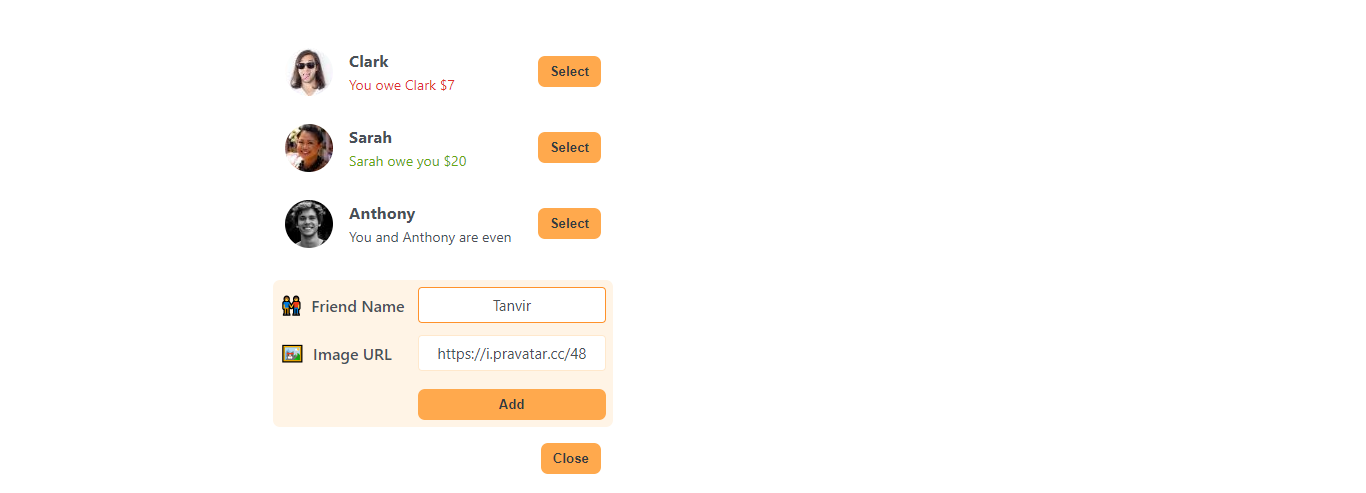 Clark
You owe Clark $7
Select
Sarah
Sarah owe you $20
Select
Anthony
You and Anthony are even
Select
Friend Name
Tanvir
Image URL
https://i.pravatar.cc/48
Add
Close